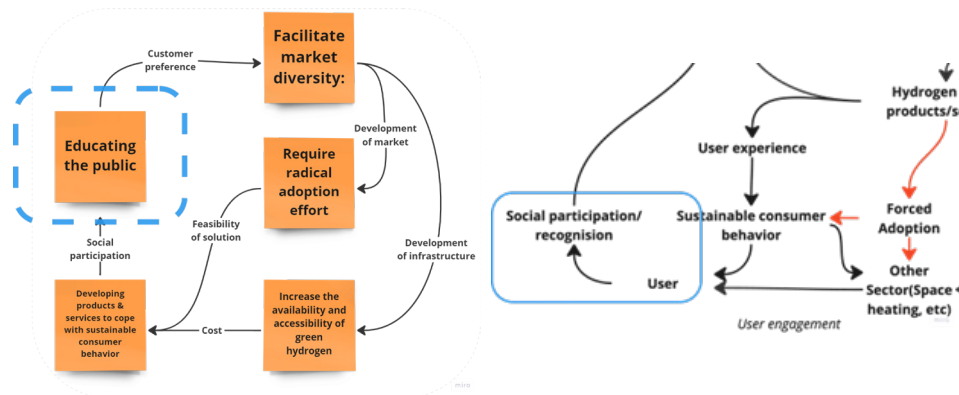 Facilitate
market
diversity:
Customer
preference
Educating
the public
Development
of market
Require
radical
adoption
effort
Feasibility
of solution
Social
participation
Development
of infrastructure
Developing
products &
services to cope
with sustainable
consumer
behavior
Cost
Increase the
availability and
accessibility of
green
hydrogen
miro
Hydrogen
products/s
User experience
Social participation/
recognision
Sustainable consumer
behavior
Forced
Adoption
User
Other
Sector(Space
heating, etc)
User engagement
miro